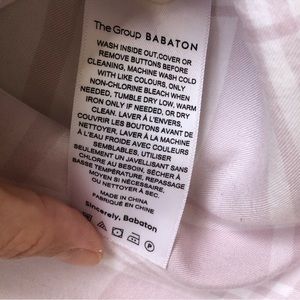 The Group BABATON
WASH INSIDE OUT,COVER OR
REMOVE BUTTONS BEFORE
CLEANING, MACHINE WASH COLD
WITH LIKE COLOURS, ONLY
NON-CHLORINE BLEACH WHEN
NEEDED, TUMBLE DRY LOW, WARM
IRON ONLY IF NEEDED, OR DRY
CLEAN. LAVER À L'ENVERS,
COUVRIR LES BOUTONS AVANT DE
NETTOYER, LAVER À LA MACHINE
À L'EAU FROIDE AVEC COULEURS
SEMBLABLES, UTILISER
SEULEMENT UN JAVELLISANT SANS
CHLORE AU BESOIN, SÉCHER À
BASSE TEMPÉRATURE, REPASSAGE
OU NETTOYER À SEC.
MADE IN CHINA
FABRIQUÉ EN CHINE
Sincerely, Babaton